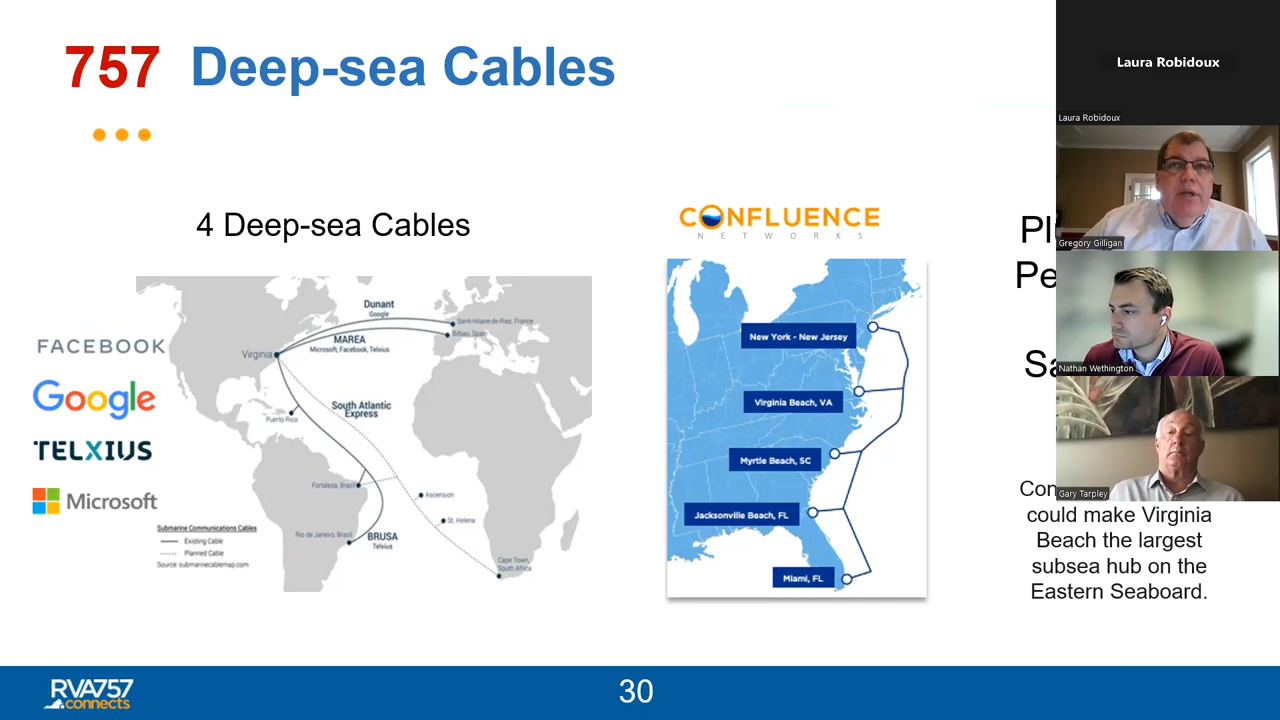 757 Deep-sea Cables
4 Deep-sea Cables
FACEBOOK
Google
TELXIUS
Microsoft
Dunant
Google
Saint-Hilaire-de-Riez, France
Bilbao, Spain
MAREA
Microsoft, Facebook, Telxius
Virginia
South Atlantic
Express
Puerto Rico
Fortaleza, Brazil
Ascension
St. Helena
Rio de Janeiro, Brazil
BRUSA
Telxius
Cape Town,
South Africa
Submarine Communications Cables
Existing Cable
Planned Cable
Source: submarinecablemap.com
CONFLUENCE
NETWORKS
New York - New Jersey
Virginia Beach, VA
Myrtle Beach, SC
Jacksonville Beach, FL
Miami, FL
could make Virginia
Beach the largest
subsea hub on the
Eastern Seaboard.
Laura Robidoux
Laura Robidoux
Gregory Gilligan
Nathan Wethington
Gary Tarpley
RVA757
connects
30